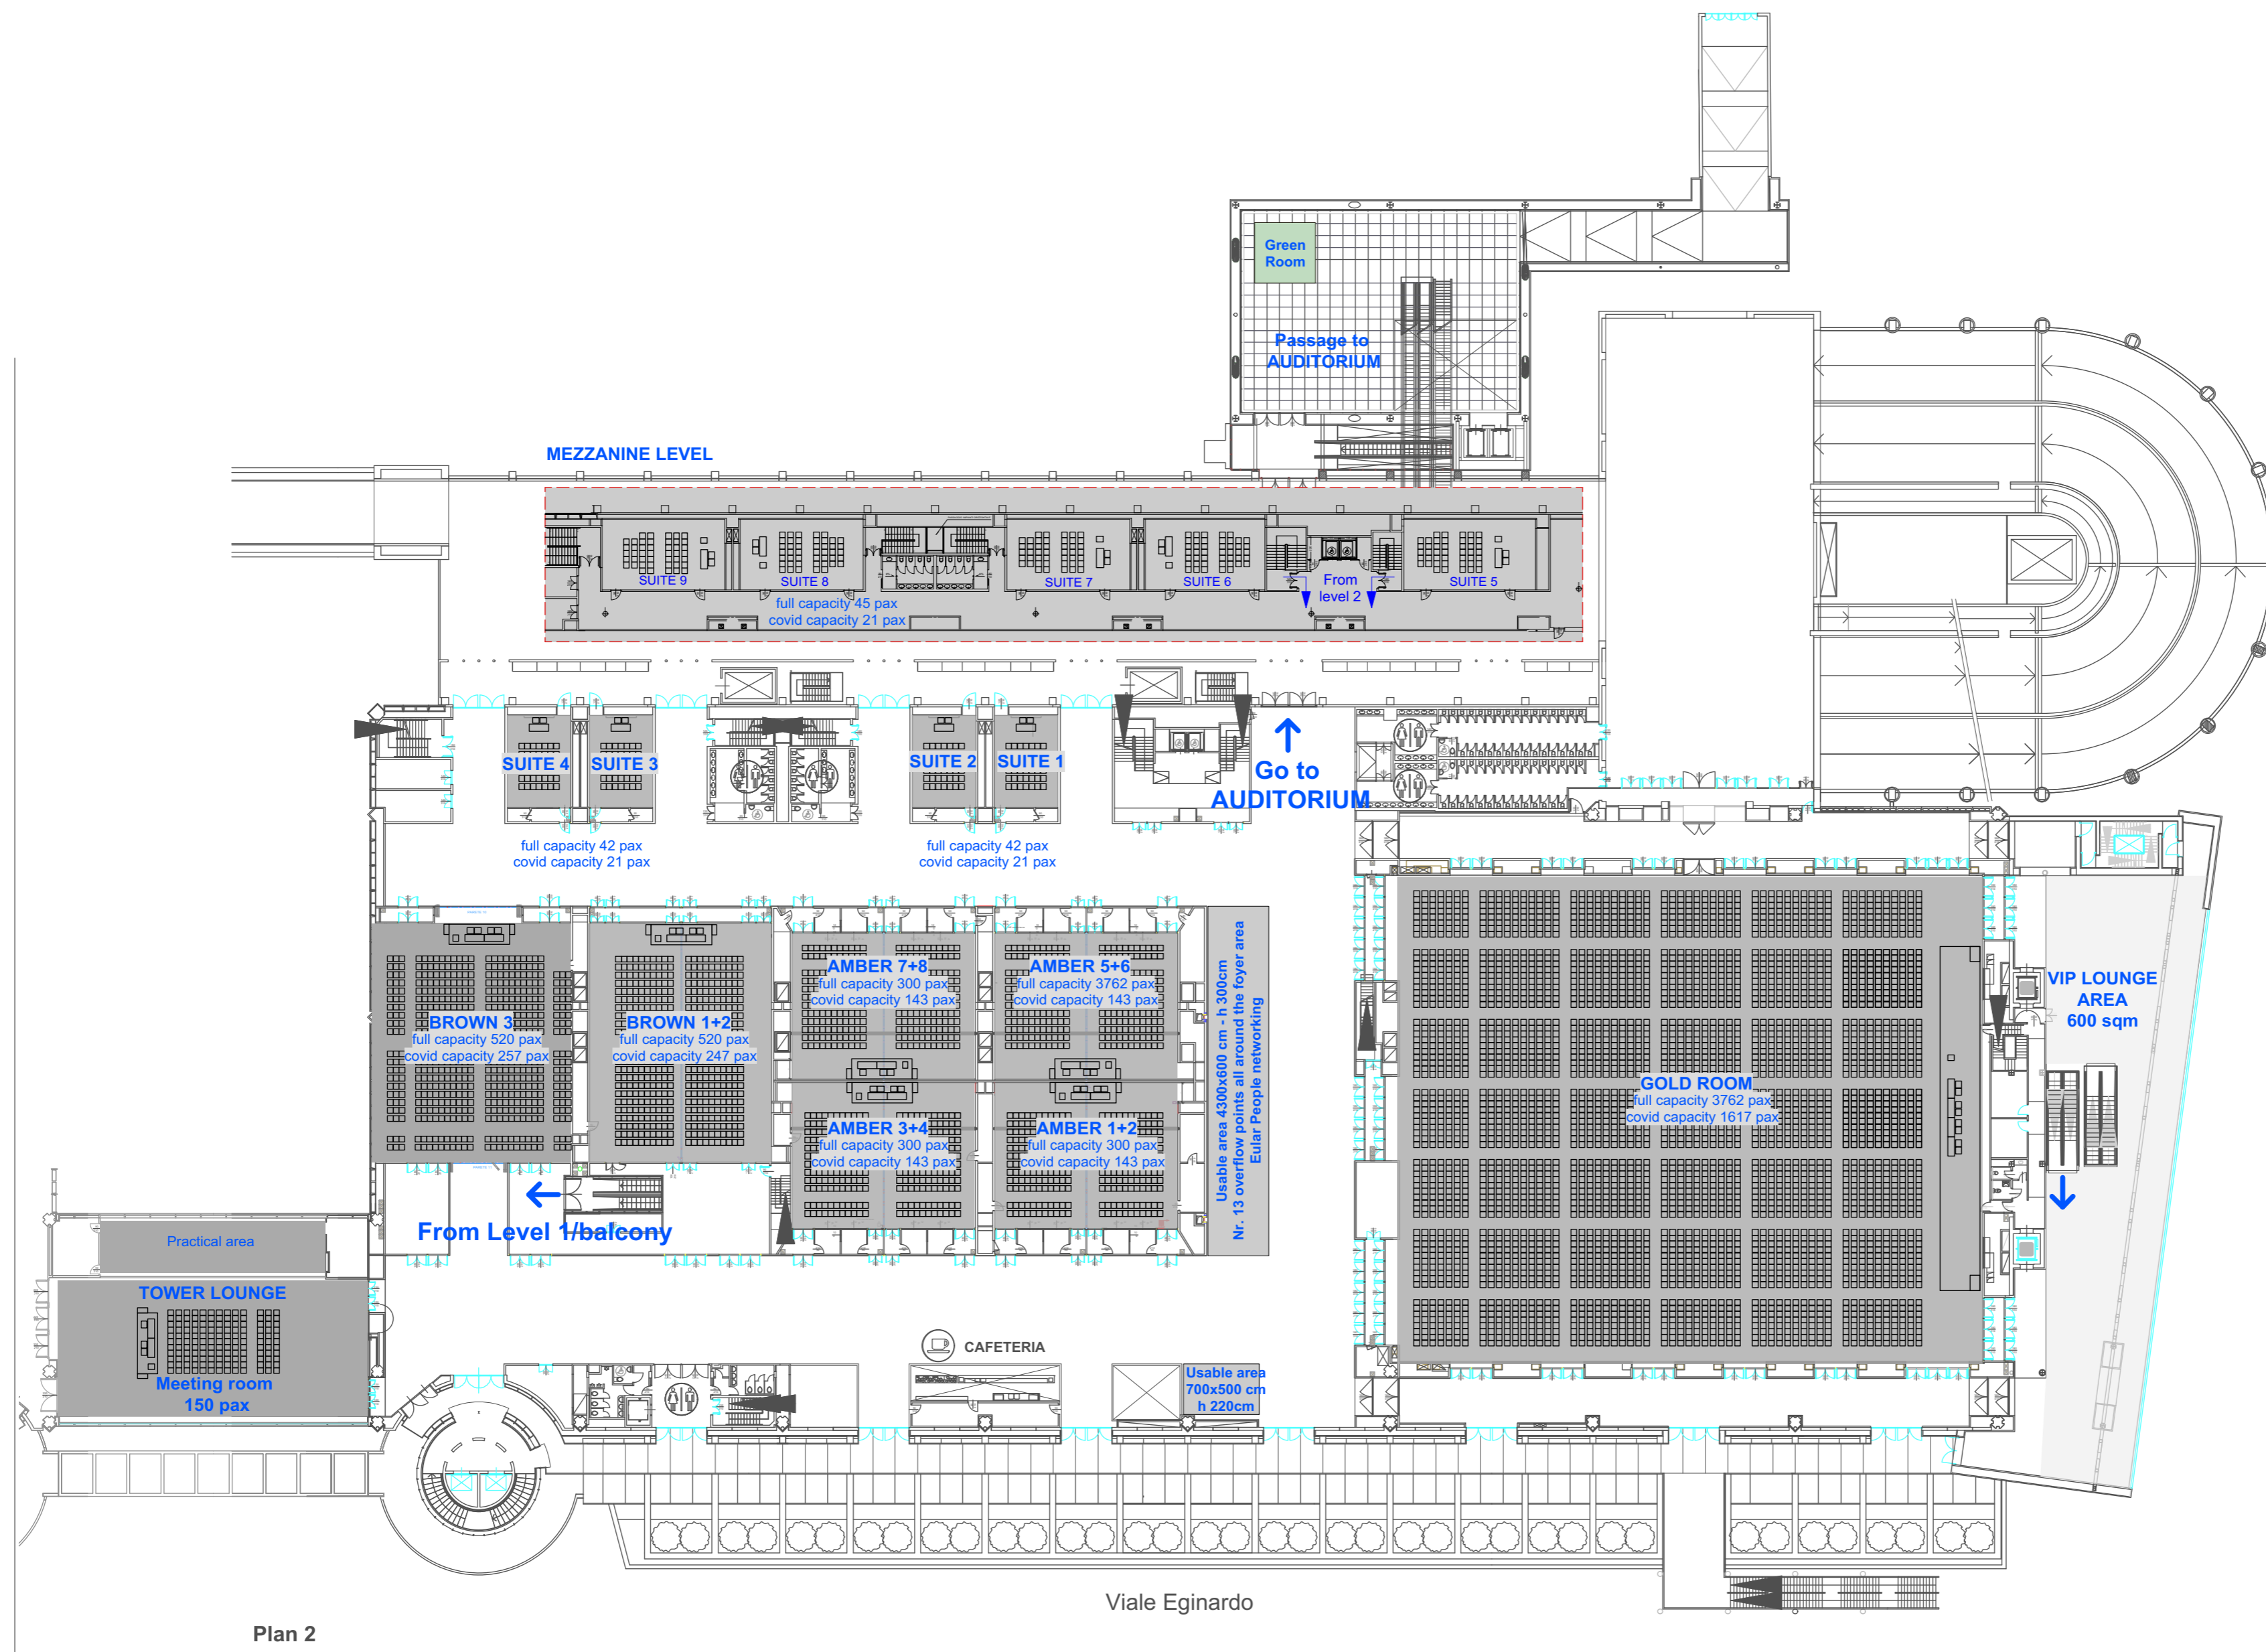 Green
Room
Passage to
AUDITORIUM
MEZZANINE LEVEL
SUITE 9
SUITE 8
SUITE 7
SUITE 6
SUITE 5
From
level 2
full capacity 45 pax
covid capacity 21 pax
SUITE 4
SUITE 3
SUITE 2
SUITE 1
Go to
AUDITORIUM
full capacity 42 pax
covid capacity 21 pax
full capacity 42 pax
covid capacity 21 pax
BROWN 3
full capacity 520 pax
covid capacity 257 pax
BROWN 1+2
full capacity 520 pax
covid capacity 247 pax
AMBER 7+8
full capacity 300 pax
covid capacity 143 pax
AMBER 5+6
full capacity 3762 pax
covid capacity 143 pax
AMBER 3+4
full capacity 300 pax
covid capacity 143 pax
AMBER 1+2
full capacity 300 pax
covid capacity 143 pax
Usable area 4300x600 cm - h 300cm
Nr. 13 overflow points all around the foyer area
Eular People networking
GOLD ROOM
full capacity 3762 pax
covid capacity 1617 pax
VIP LOUNGE
AREA
600 sqm
From Level 1/balcony
Practical area
TOWER LOUNGE
Meeting room
150 pax
CAFETERIA
Usable area
700x500 cm
h 220cm
Viale Eginardo
Plan 2